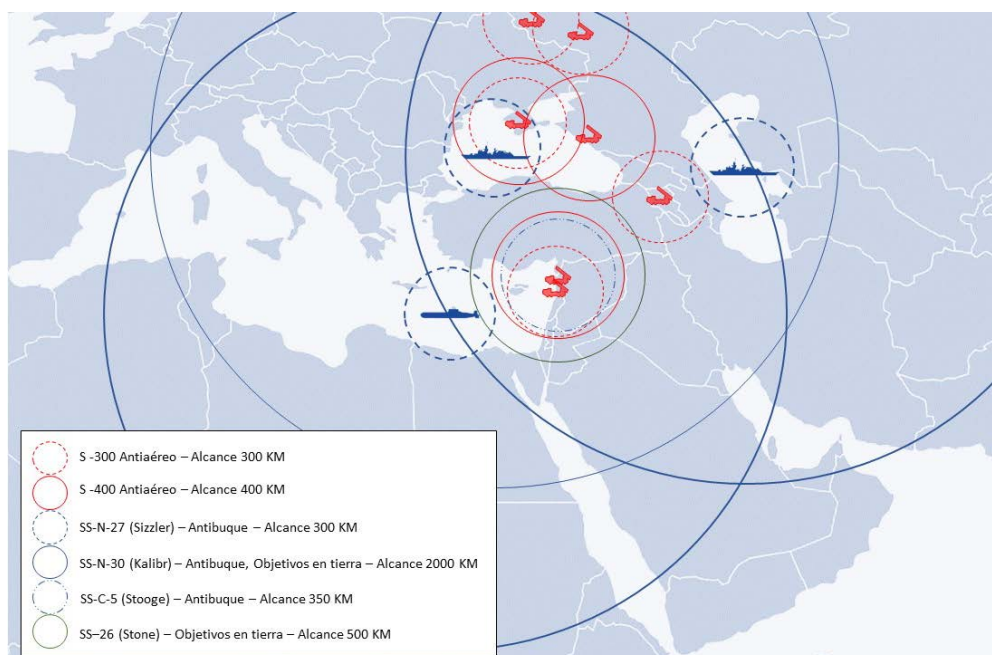 S -300 Antiaéreo – Alcance 300 KM
S -400 Antiaéreo – Alcance 400 KM
SS-N-27 (Sizzler) – Antibuque – Alcance 300 KM
SS-N-30 (Kalibr) – Antibuque, Objetivos en tierra – Alcance 2000 KM
SS-C-5 (Stooge) – Antibuque – Alcance 350 KM
SS–26 (Stone) – Objetivos en tierra – Alcance 500 KM